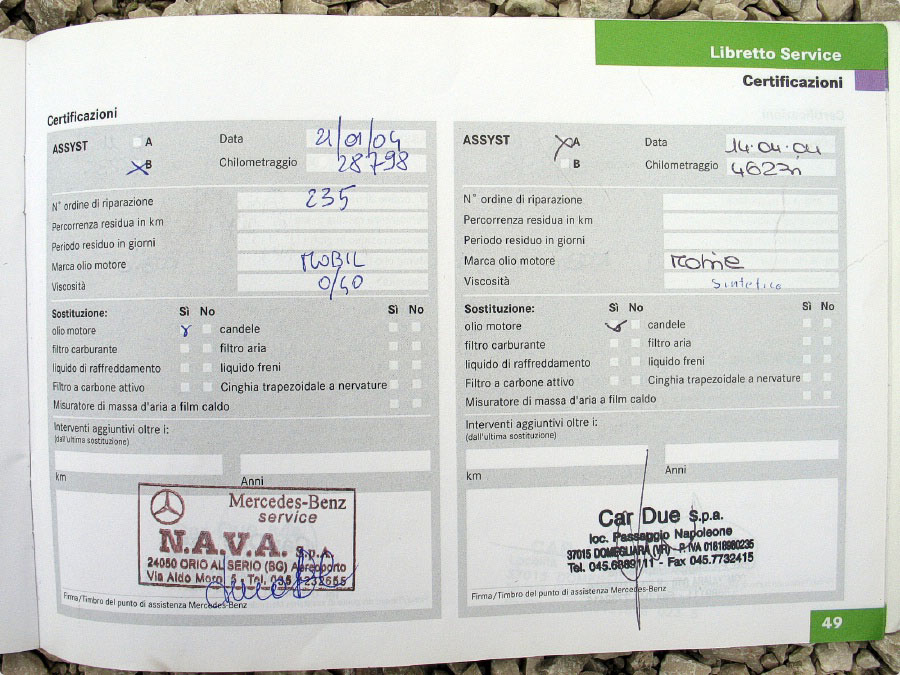 Libretto Service
Certificazioni
Certificazioni
ASSYST
A
B
Data 21/01/04
Chilometraggio 28798
N° ordine di riparazione 235
Percorrenza residua in km
Periodo residuo in giorni
Marca olio motore MOBIL
Viscosità 0/40
Sostituzione: Sì No Sì No
olio motore candele
filtro carburante filtro aria
liquido di raffreddamento liquido freni
Filtro a carbone attivo Cinghia trapezoidale a nervature
Misuratore di massa d'aria a film caldo
Interventi aggiuntivi oltre i:
(dall'ultima sostituzione)
km Anni
Mercedes-Benz
service
N.A.V.A. S.p.A.
24050 ORIO AL SERIO (BG) Aereoporto
Via Aldo Moro, 5 - Tel. 035
Firma/Timbro del punto di assistenza Mercedes-Benz
ASSYST
A
B
Data 14.04.04
Chilometraggio
N° ordine di riparazione
Percorrenza residua in km
Periodo residuo in giorni
Marca olio motore
Viscosità Sintetico
Sostituzione: Sì No Sì No
olio motore candele
filtro carburante filtro aria
liquido di raffreddamento liquido freni
Filtro a carbone attivo Cinghia trapezoidale a nervature
Misuratore di massa d'aria a film caldo
Interventi aggiuntivi oltre i:
(dall'ultima sostituzione)
km Anni
Car Due s.p.a.
loc. Passaggio Napoleone
37015 DOMEGLIARA (VR) - P. IVA 01818980235
Tel. 045.6889111 - Fax 045.7732415
Firma/Timbro del punto di assistenza Mercedes-Benz
49